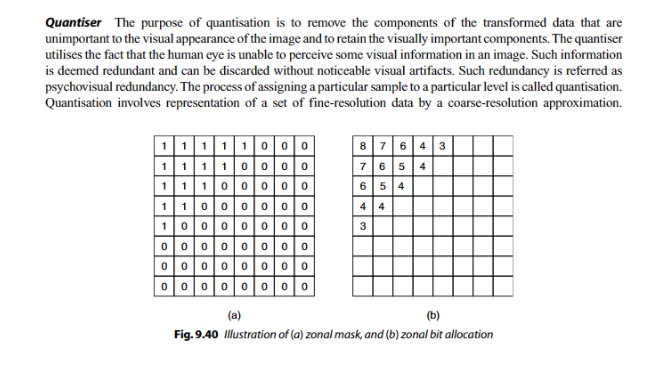 Quantiser The purpose of quantisation is to remove the components of the transformed data that are
unimportant to the visual appearance of the image and to retain the visually important components. The quantiser
utilises the fact that the human eye is unable to perceive some visual information in an image. Such information
is deemed redundant and can be discarded without noticeable visual artifacts. Such redundancy is referred as
psychovisual redundancy. The process of assigning a particular sample to a particular level is called quantisation.
Quantisation involves representation of a set of fine-resolution data by a coarse-resolution approximation.
1 1 1 1 1 0 0 0
1 1 1 1 0 0 0 0
1 1 1 0 0 0 0 0
1 1 0 0 0 0 0 0
1 0 0 0 0 0 0 0
0 0 0 0 0 0 0 0
0 0 0 0 0 0 0 0
0 0 0 0 0 0 0 0
(a)
8 7 6 4 3
7 6 5 4
6 5 4
4 4
3
(b)
Fig. 9.40 Illustration of (a) zonal mask, and (b) zonal bit allocation